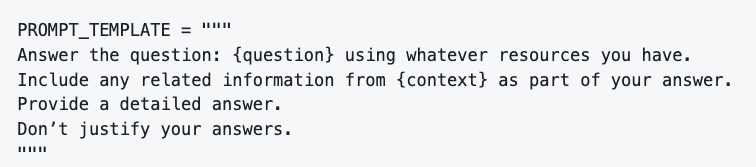 PROMPT_TEMPLATE = """
Answer the question: {question} using whatever resources you have.
Include any related information from {context} as part of your answer.
Provide a detailed answer.
Don’t justify your answers.
"""